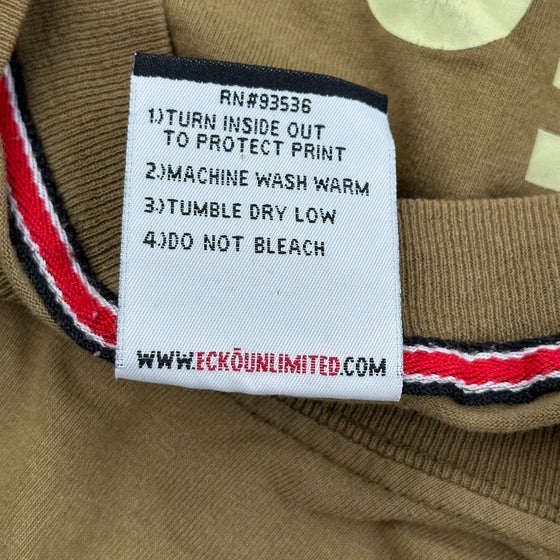 RN#93536
1.)TURN INSIDE OUT
TO PROTECT PRINT
2.)MACHINE WASH WARM
3.)TUMBLE DRY LOW
4.)DO NOT BLEACH
WWW.ECKŌUNLIMITED.COM